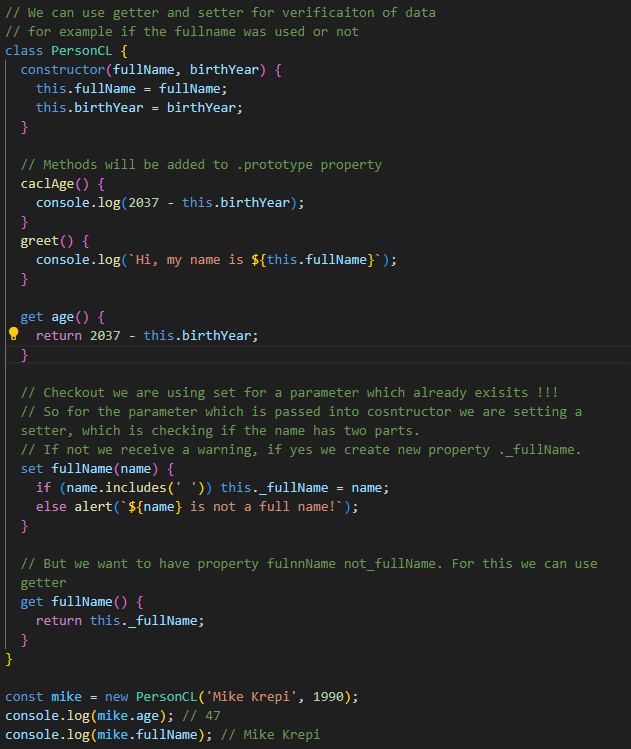 // We can use getter and setter for verificaiton of data
// for example if the fullname was used or not
class PersonCL {
  constructor(fullName, birthYear) {
    this.fullName = fullName;
    this.birthYear = birthYear;
  }

  // Methods will be added to .prototype property
  caclAge() {
    console.log(2037 - this.birthYear);
  }
  greet() {
    console.log(`Hi, my name is ${this.fullName}`);
  }

  get age() {
    return 2037 - this.birthYear;
  }

  // Checkout we are using set for a parameter which already exisits !!!
  // So for the parameter which is passed into cosntructor we are setting a
  setter, which is checking if the name has two parts.
  // If not we receive a warning, if yes we create new property ._fullName.
  set fullName(name) {
    if (name.includes(' ')) this._fullName = name;
    else alert(`${name} is not a full name!`);
  }

  // But we want to have property fulnnName not_fullName. For this we can use
  getter
  get fullName() {
    return this._fullName;
  }
}

const mike = new PersonCL('Mike Krepi', 1990);
console.log(mike.age); // 47
console.log(mike.fullName); // Mike Krepi